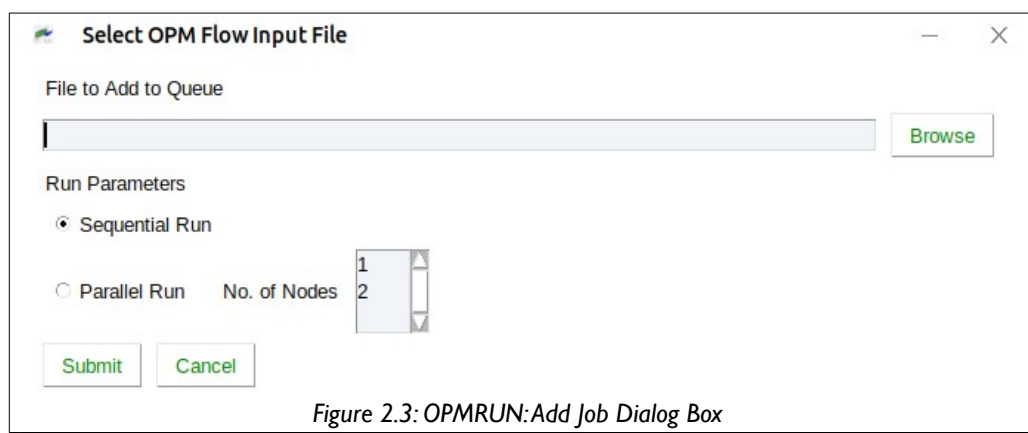 Select OPM Flow Input File
File to Add to Queue
Browse
Run Parameters
Sequential Run
1
Parallel Run No. of Nodes 2
Submit Cancel
Figure 2.3: OPMRUN: Add Job Dialog Box